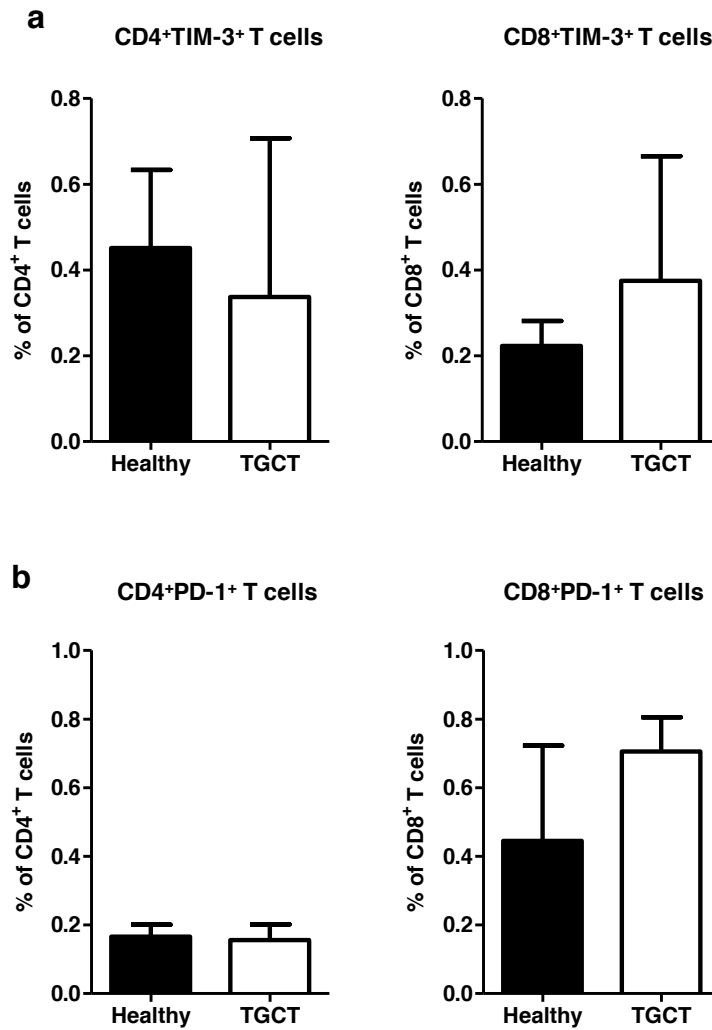 a
CD4⁺TIM-3⁺ T cells
% of CD4⁺ T cells
0.8
0.6
0.4
0.2
0.0
Healthy TGCT
CD8⁺TIM-3⁺ T cells
% of CD8⁺ T cells
0.8
0.6
0.4
0.2
0.0
Healthy TGCT
b
CD4⁺PD-1⁺ T cells
% of CD4⁺ T cells
1.0
0.8
0.6
0.4
0.2
0.0
Healthy TGCT
CD8⁺PD-1⁺ T cells
% of CD8⁺ T cells
1.0
0.8
0.6
0.4
0.2
0.0
Healthy TGCT